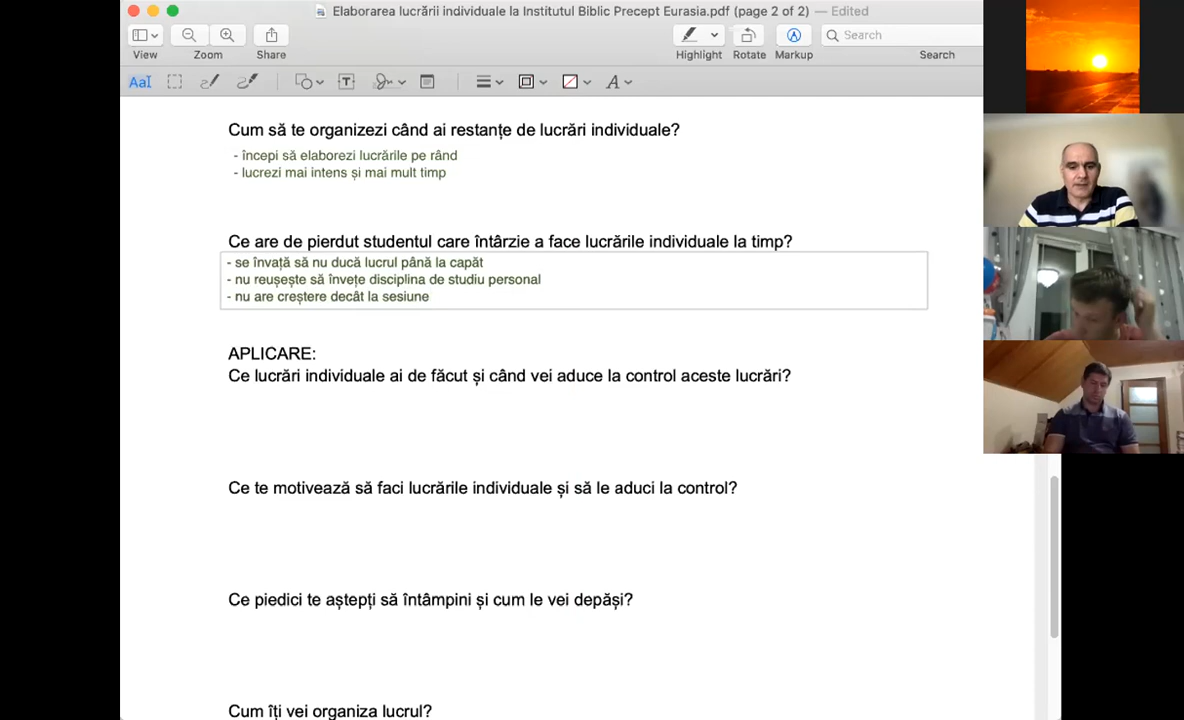 Elaborarea lucrării individuale la Institutul Biblic Precept Eurasia.pdf (page 2 of 2) — Edited
View
Zoom
Share
Highlight
Rotate
Markup
Search
Search
AaI
T
A
Cum să te organizezi când ai restanțe de lucrări individuale?
- începi să elaborezi lucrările pe rând
- lucrezi mai intens și mai mult timp
Ce are de pierdut studentul care întârzie a face lucrările individuale la timp?
- se învață să nu ducă lucrul până la capăt
- nu reușește să învețe disciplina de studiu personal
- nu are creștere decât la sesiune
APLICARE:
Ce lucrări individuale ai de făcut și când vei aduce la control aceste lucrări?
Ce te motivează să faci lucrările individuale și să le aduci la control?
Ce piedici te aștepți să întâmpini și cum le vei depăși?
Cum îți vei organiza lucrul?